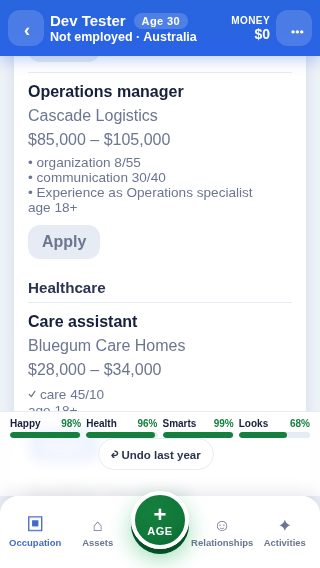 ‹
Dev Tester Age 30
Not employed · Australia
MONEY
$0
...
Operations manager
Cascade Logistics
$85,000 – $105,000
• organization 8/55
• communication 30/40
• Experience as Operations specialist
age 18+
Apply
Healthcare
Care assistant
Bluegum Care Homes
$28,000 – $34,000
✓ care 45/10
age 18+
Happy 98% Health 96% Smarts 99% Looks 68%
Undo last year
+
AGE
Occupation Assets Relationships Activities